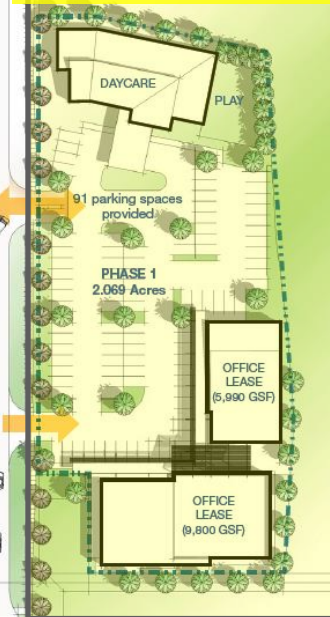 DAYCARE
PLAY
91 parking spaces
provided
PHASE 1
2.069 Acres
OFFICE
LEASE
(5,990 GSF)
OFFICE
LEASE
(9,800 GSF)